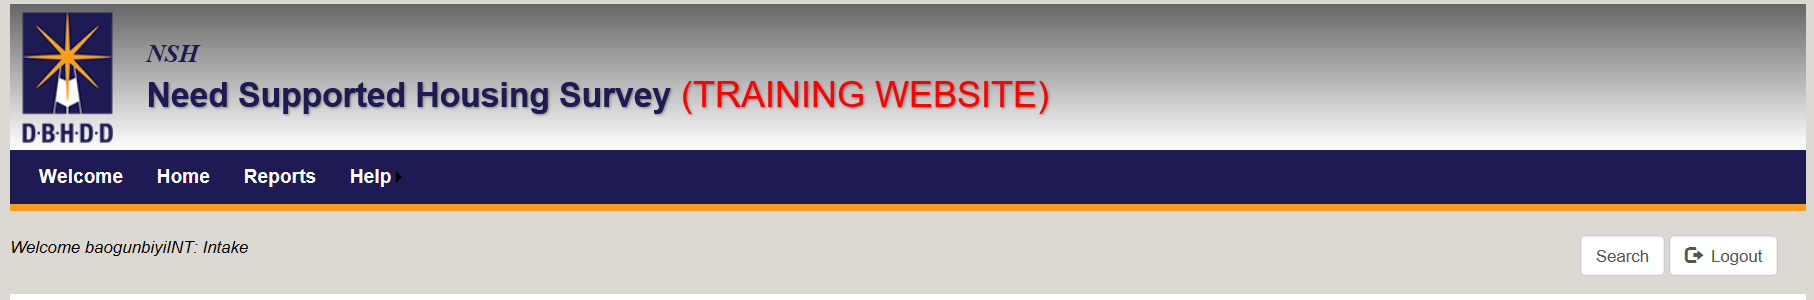 NSH
Need Supported Housing Survey (TRAINING WEBSITE)
D·B·H·D·D
Welcome Home Reports Help
Welcome baogunbiyiINT: Intake
Search Logout